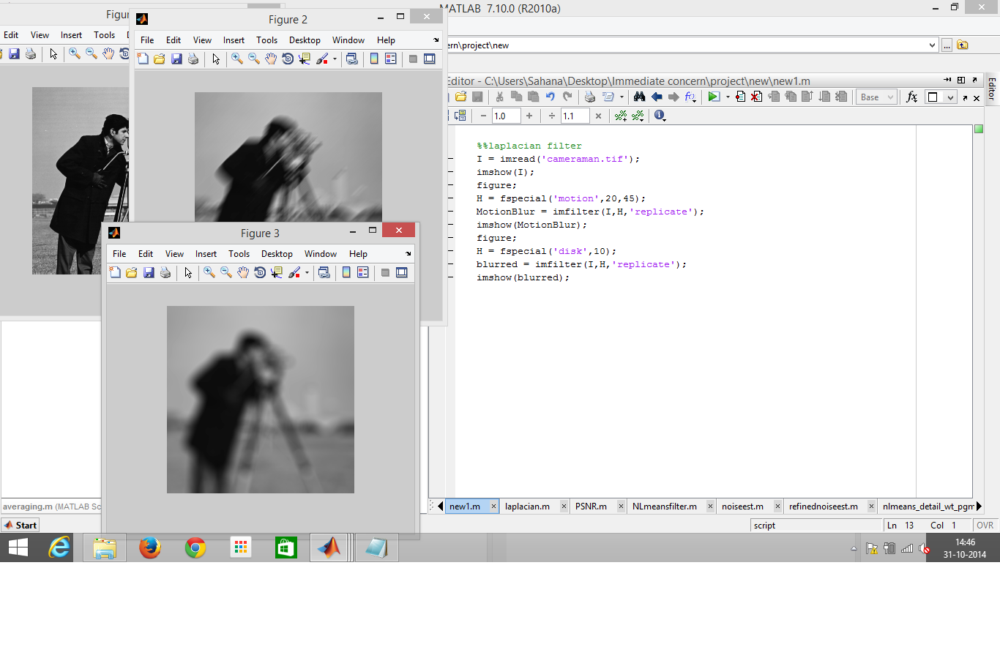 Figur
Edit View Insert Tools D
Figure 2
File Edit View Insert Tools Desktop Window Help
Figure 3
File Edit View Insert Tools Desktop Window Help
MATLAB 7.10.0 (R2010a)
ern\project\new
...
Editor - C:\Users\Sahana\Desktop\Immediate concern\project\new\new1.m
Editor
Base
fx
− 1.0 + ÷ 1.1 ×
%%laplacian filter
I = imread('cameraman.tif');
imshow(I);
figure;
H = fspecial('motion',20,45);
MotionBlur = imfilter(I,H,'replicate');
imshow(MotionBlur);
figure;
H = fspecial('disk',10);
blurred = imfilter(I,H,'replicate');
imshow(blurred);
averaging.m (MATLAB Sc
new1.m laplacian.m PSNR.m NLmeansfilter.m noiseest.m refinednoiseest.m nlmeans_detail_wt_pgm
Start
script Ln 13 Col 1 OVR
14:46
31-10-2014